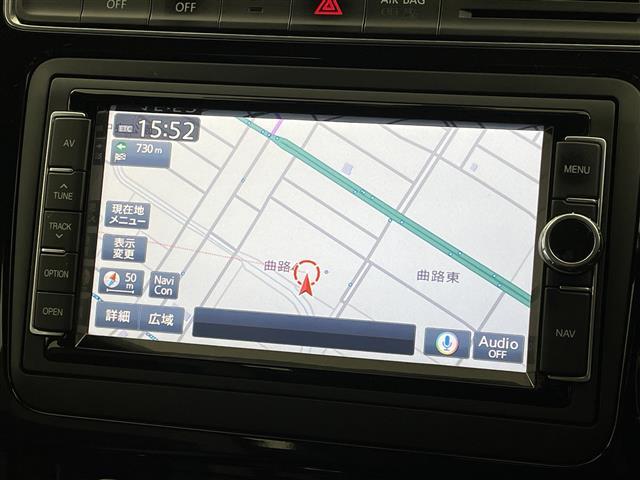 OFF
OFF
AIR BAG
ETC 15:52
730 m
現在地
メニュー
表示
変更
50
m
Navi
Con
詳細
広域
曲路
曲路東
Audio
OFF
AV
TUNE
TRACK
OPTION
OPEN
MENU
NAV